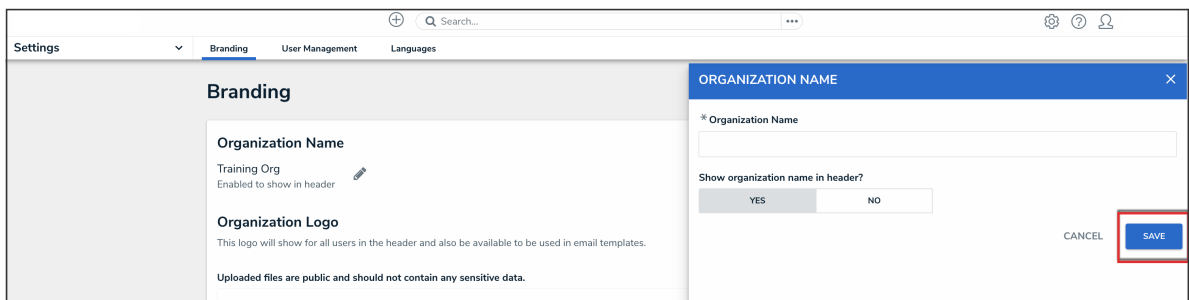 Search...
Settings
Branding
User Management
Languages
Branding
Organization Name
Training Org
Enabled to show in header
Organization Logo
This logo will show for all users in the header and also be available to be used in email templates.
Uploaded files are public and should not contain any sensitive data.
ORGANIZATION NAME
* Organization Name
Show organization name in header?
YES
NO
CANCEL
SAVE